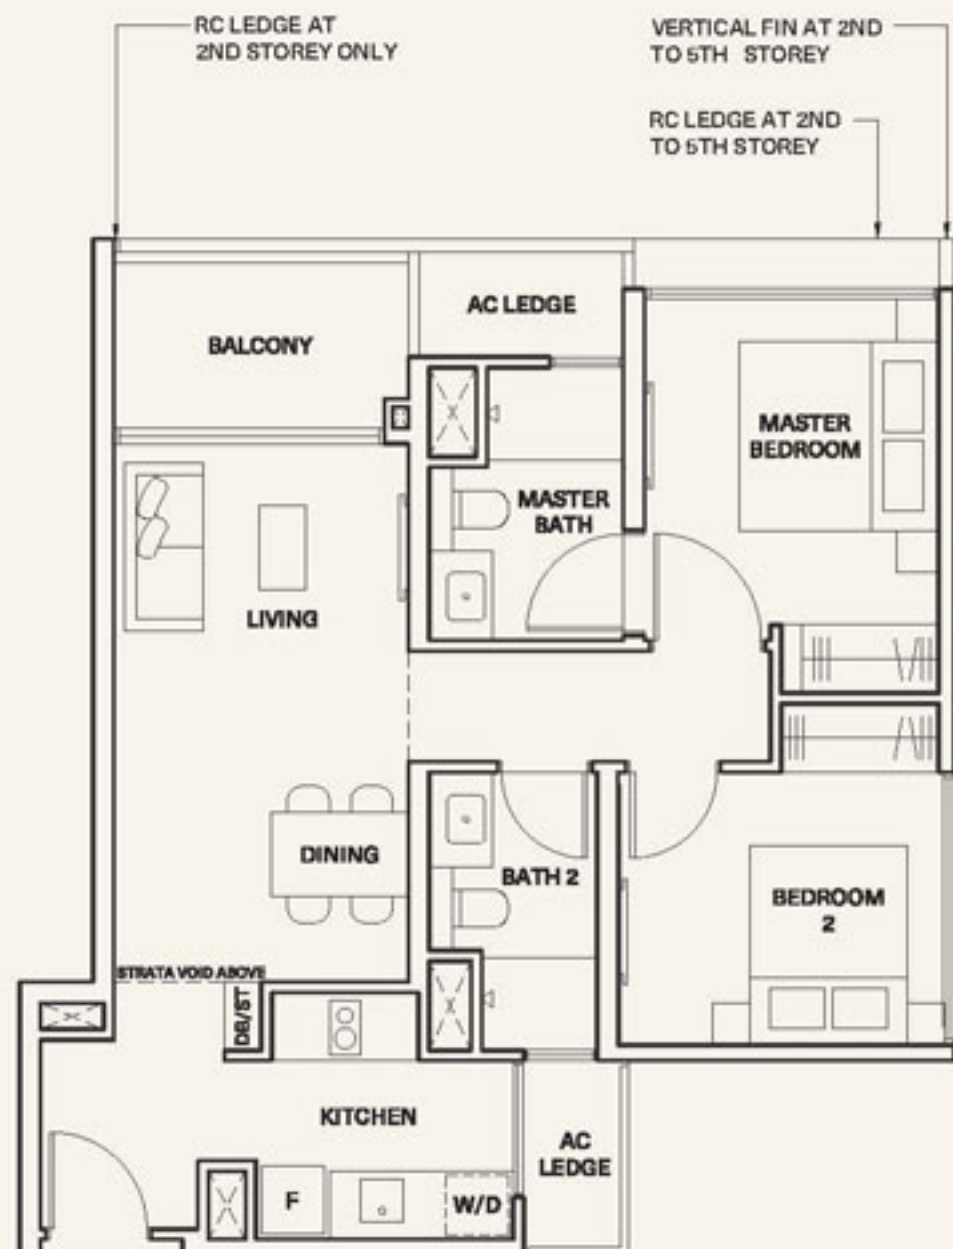 RC LEDGE AT
2ND STOREY ONLY
VERTICAL FIN AT 2ND
TO 5TH STOREY
RC LEDGE AT 2ND
TO 5TH STOREY
AC LEDGE
BALCONY
MASTER
BEDROOM
MASTER
BATH
LIVING
DINING
BATH 2
BEDROOM
2
STRATA VOID ABOVE
DB/ST
KITCHEN
AC
LEDGE
F
W/D